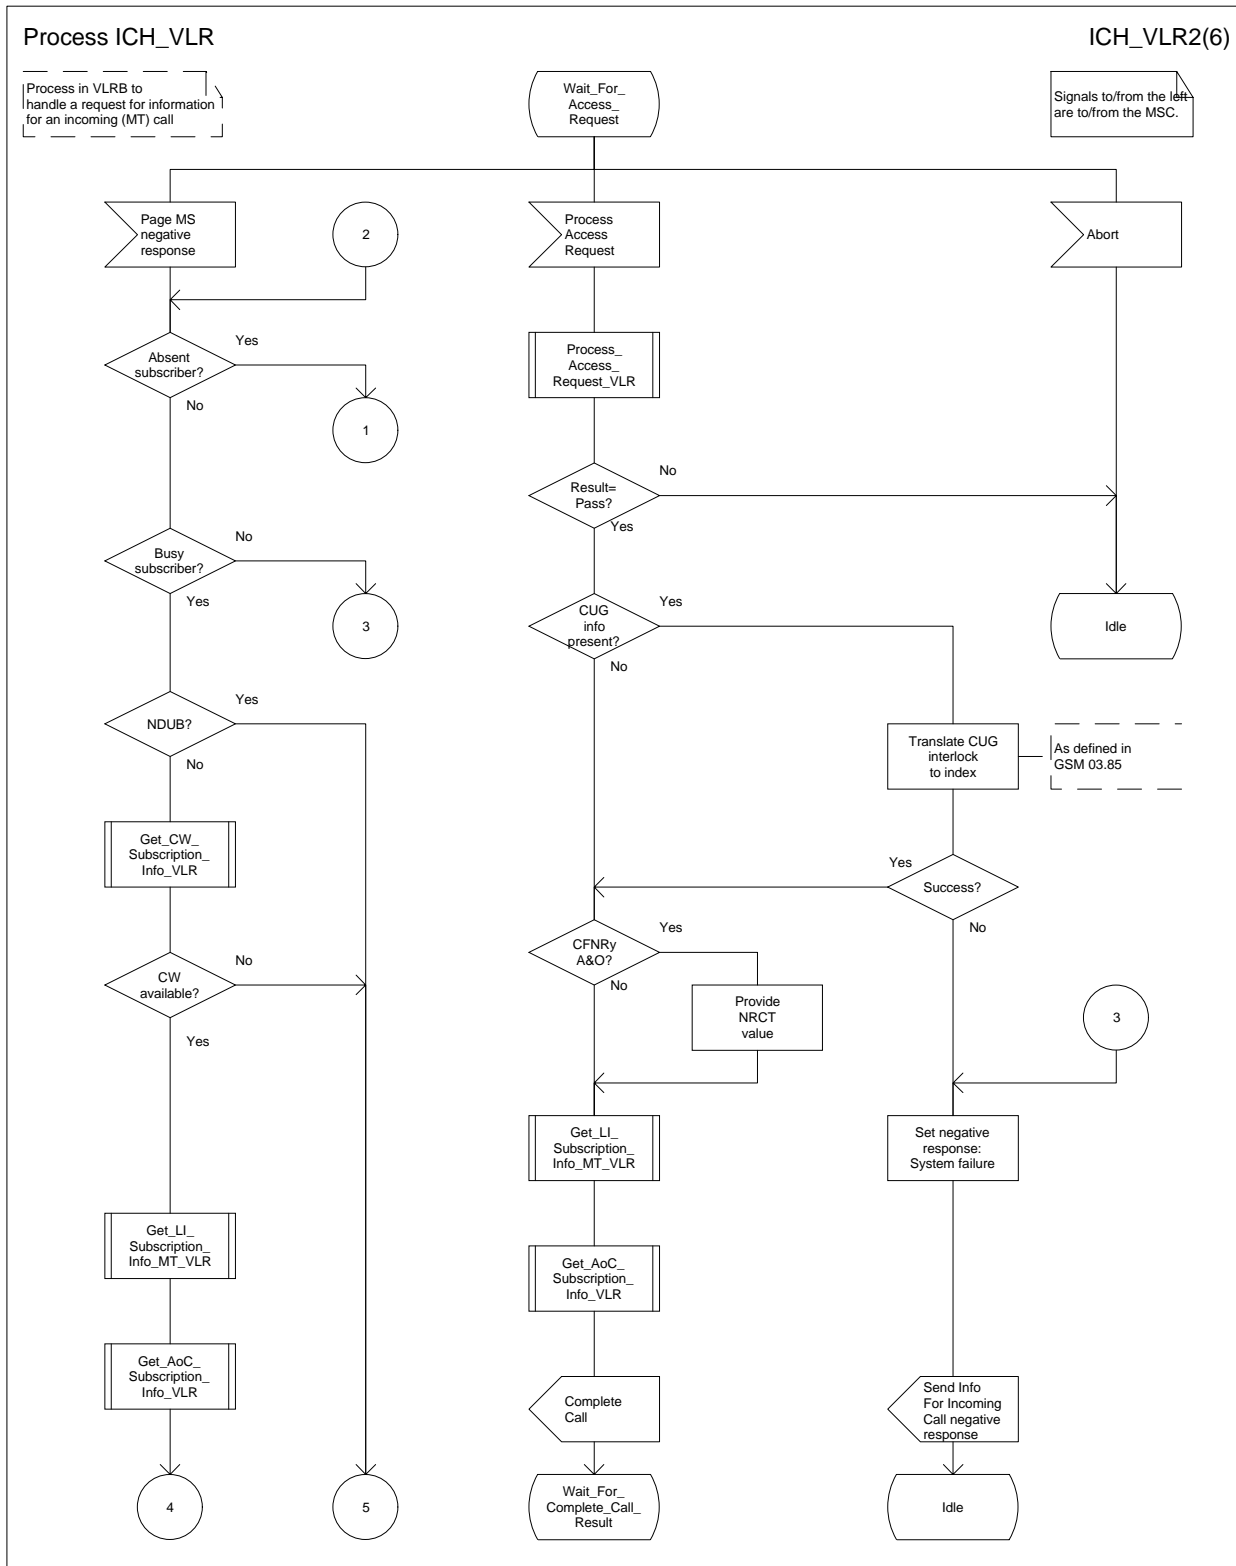 Process ICH_VLR
ICH_VLR2(6)
Process in VLRB to
handle a request for information
for an incoming (MT) call
Wait_For_
Access_
Request
Signals to/from the left
are to/from the MSC.
Page MS
negative
response
2
Process
Access
Request
Abort
Absent
subscriber?
Yes
No
1
Process_
Access_
Request_VLR
Result=
Pass?
No
Yes
Busy
subscriber?
No
Yes
3
CUG
info
present?
Yes
No
Idle
NDUB?
Yes
No
Translate CUG
interlock
to index
As defined in
GSM 03.85
Get_CW_
Subscription_
Info_VLR
Success?
Yes
No
CW
available?
No
Yes
CFNRy
A&O?
Yes
No
Provide
NRCT
value
3
Get_LI_
Subscription_
Info_MT_VLR
Set negative
response:
System failure
Get_LI_
Subscription_
Info_MT_VLR
Get_AoC_
Subscription_
Info_VLR
Get_AoC_
Subscription_
Info_VLR
Complete
Call
Send Info
For Incoming
Call negative
response
4
5
Wait_For_
Complete_Call_
Result
Idle